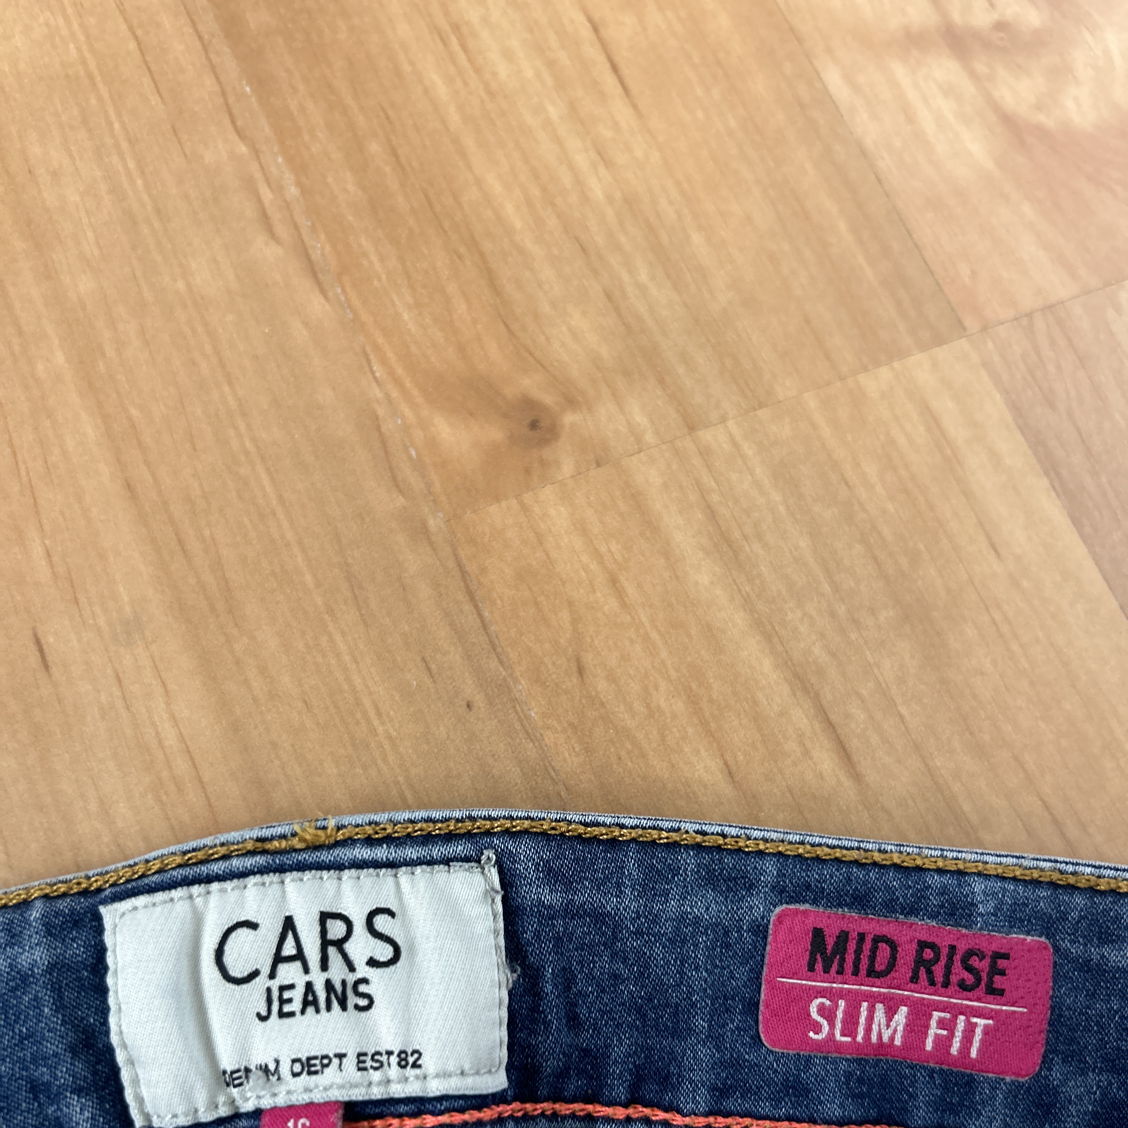 CARS
JEANS
DENIM DEPT EST82
MID RISE
SLIM FIT